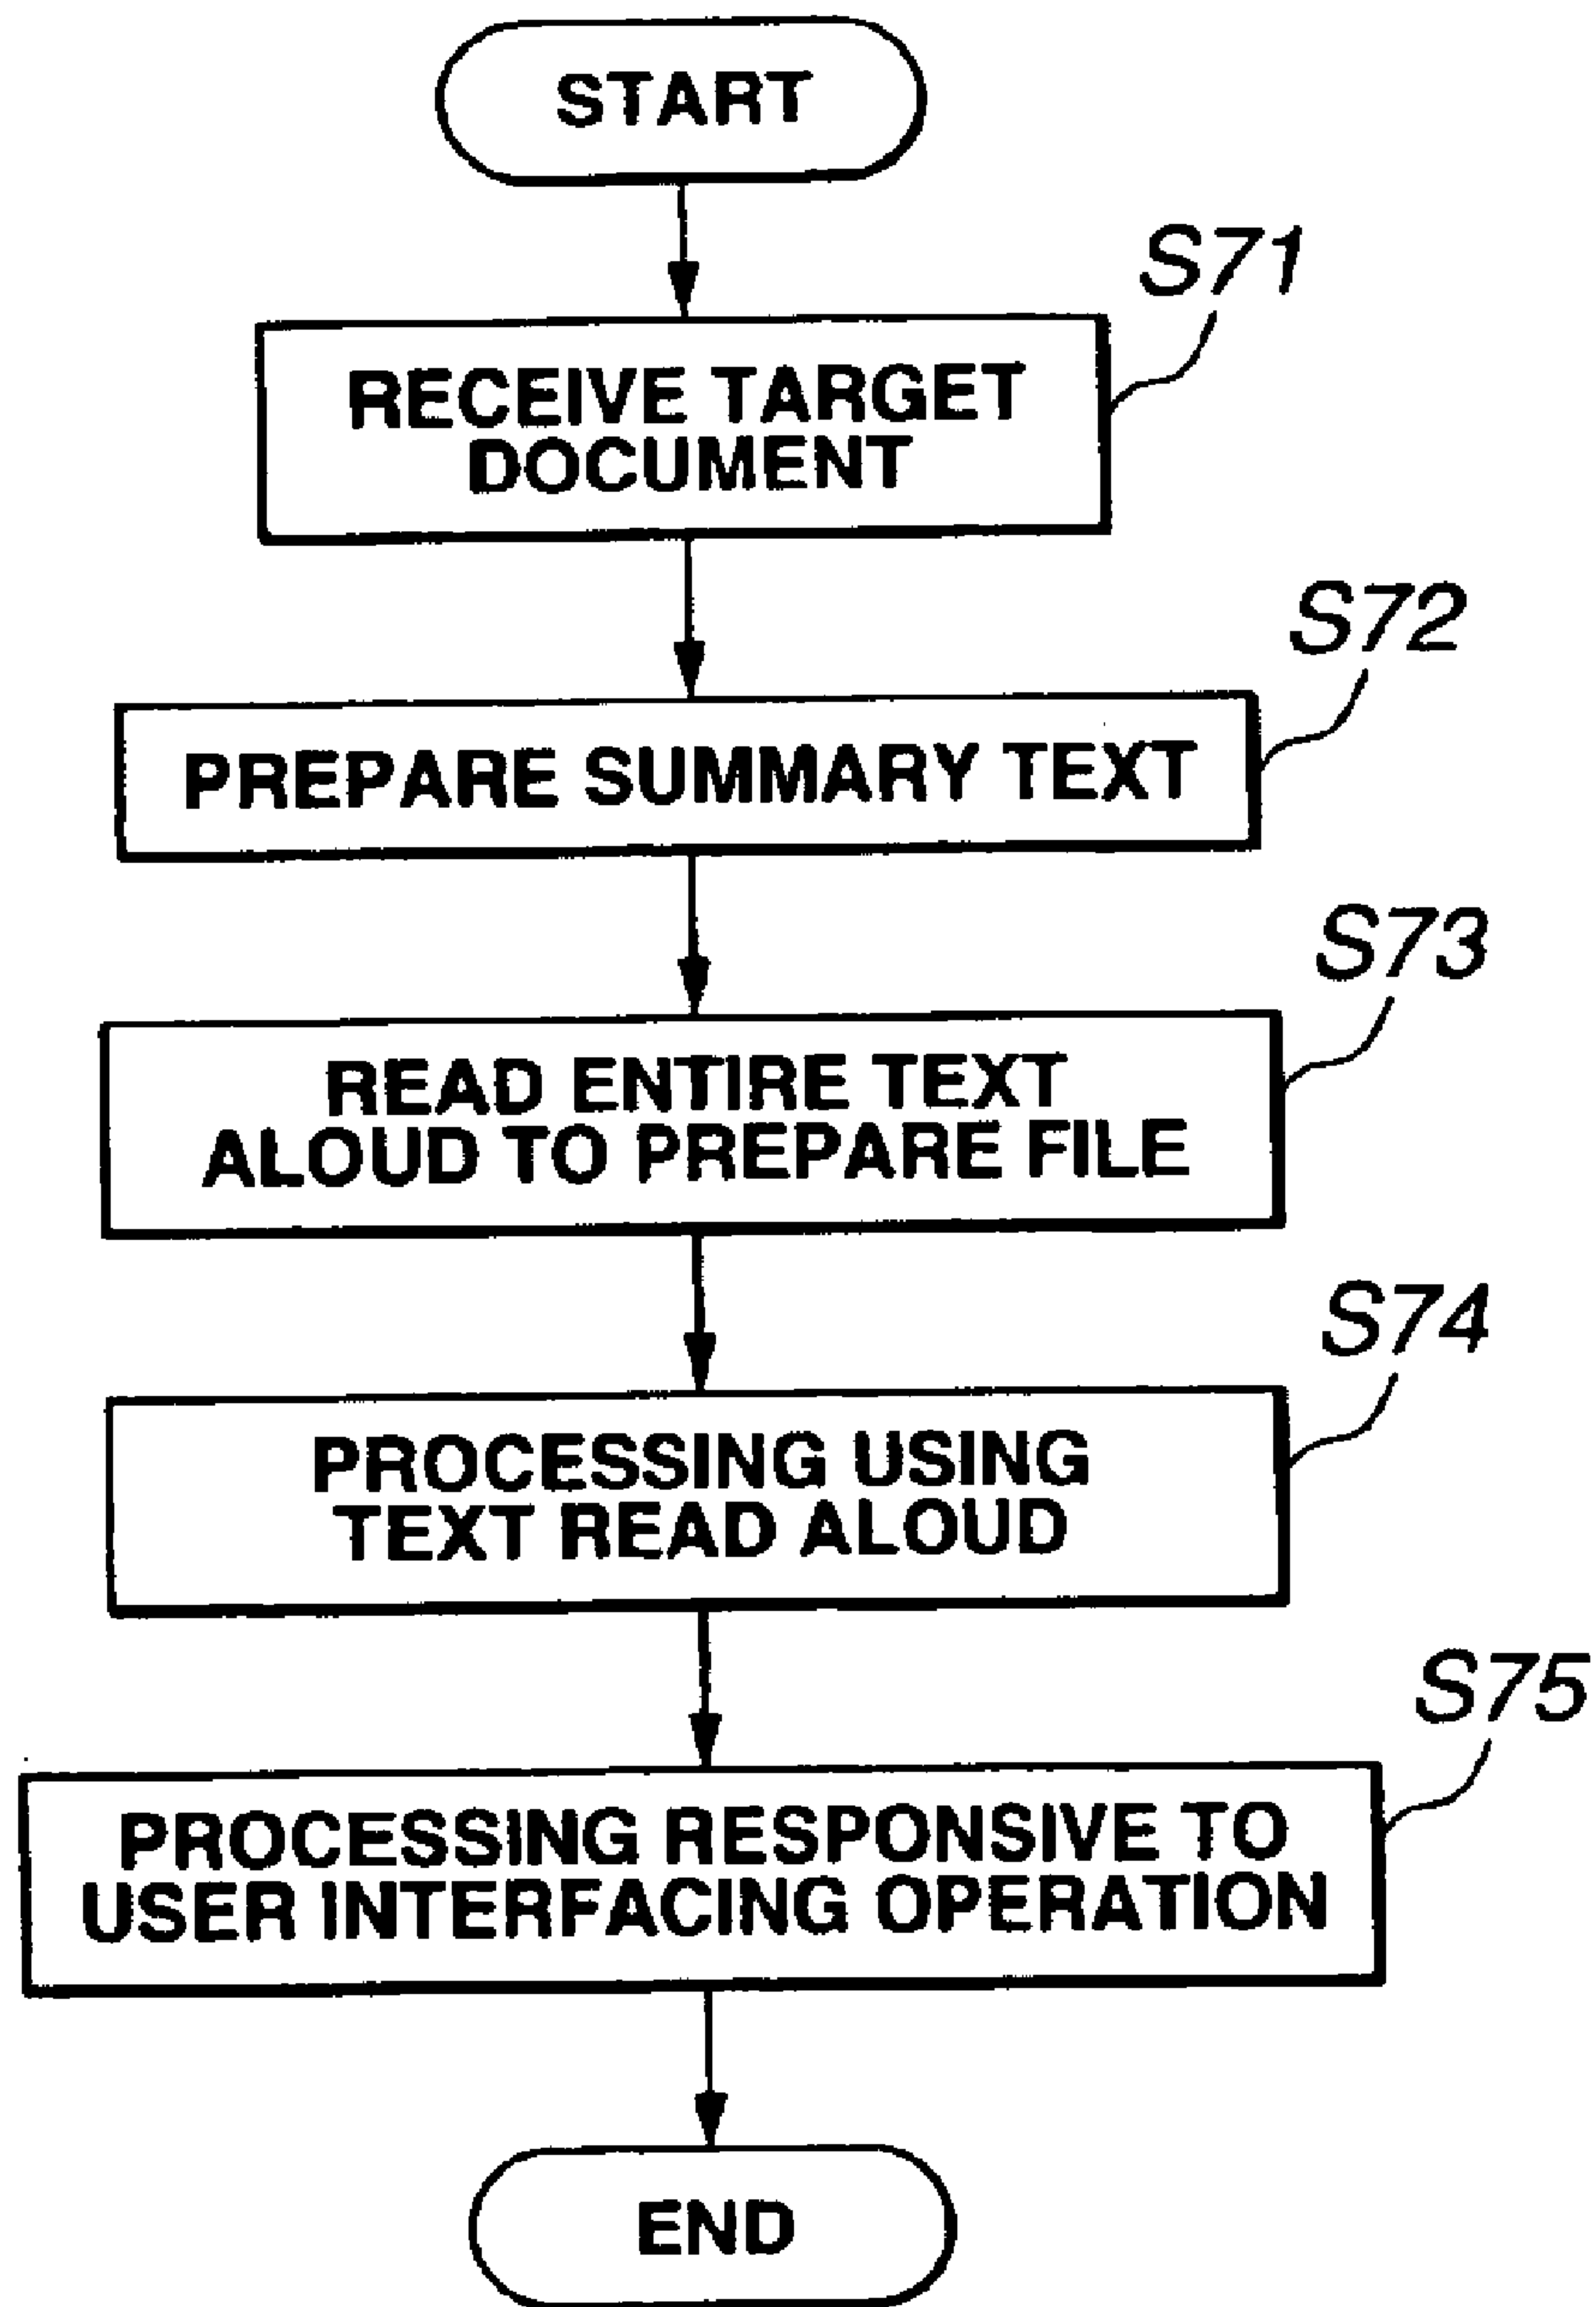 START
S71
RECEIVE TARGET
DOCUMENT
S72
PREPARE SUMMARY TEXT
S73
READ ENTIRE TEXT
ALOUD TO PREPARE FILE
S74
PROCESSING USING
TEXT READ ALOUD
S75
PROCESSING RESPONSIVE TO
USER INTERFACING OPERATION
END